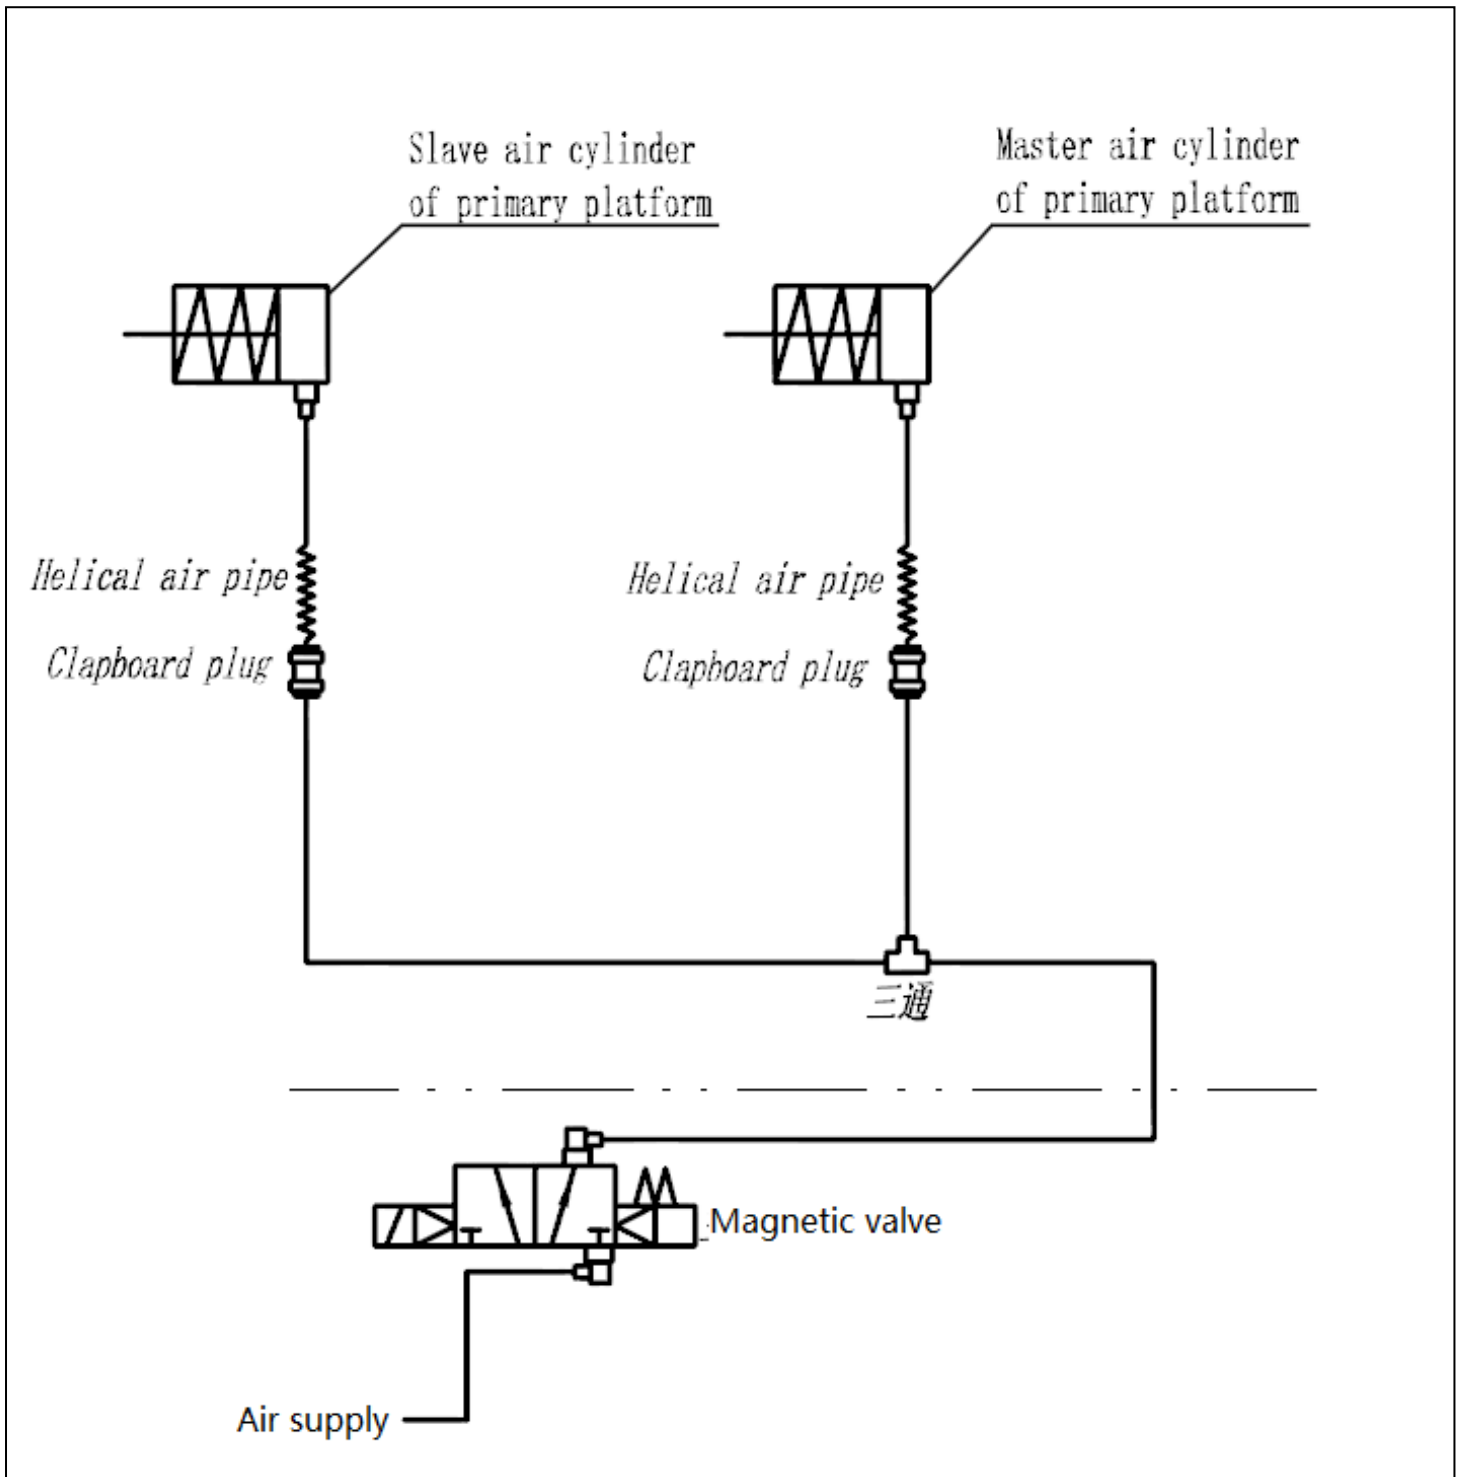 Slave air cylinder
of primary platform
Master air cylinder
of primary platform
Helical air pipe
Helical air pipe
Clapboard plug
Clapboard plug
三通
Magnetic valve
Air supply